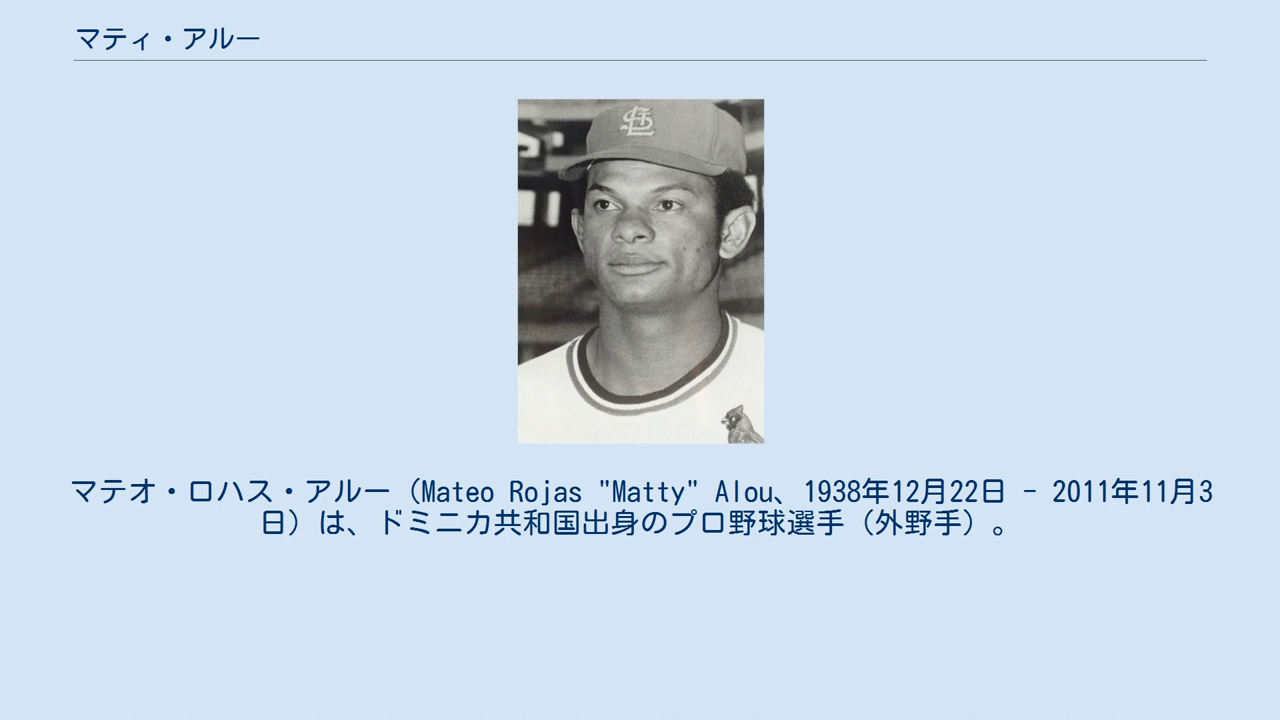 マティ・アルー
STL
マテオ・ロハス・アルー（Mateo Rojas "Matty" Alou、1938年12月22日 - 2011年11月3
日）は、ドミニカ共和国出身のプロ野球選手（外野手）。